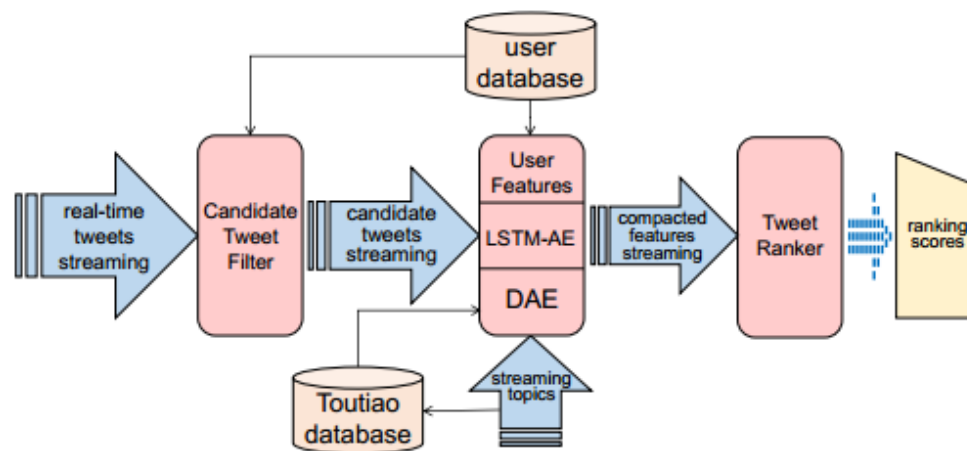 user
database
real-time
tweets
streaming
Candidate
Tweet
Filter
candidate
tweets
streaming
User
Features
LSTM-AE
DAE
compacted
features
streaming
Tweet
Ranker
ranking
scores
Toutiao
database
streaming
topics